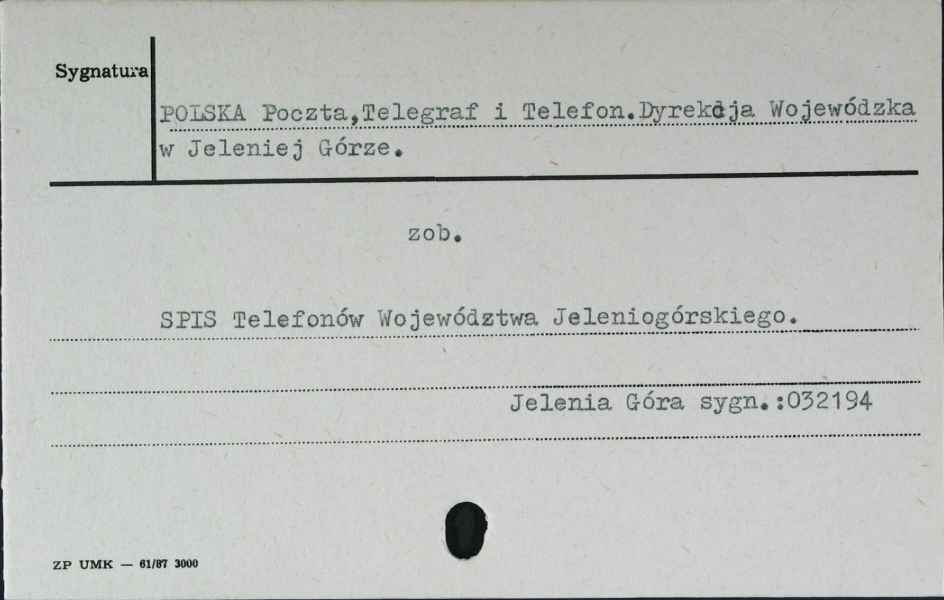 Sygnatura
POLSKA Poczta,Telegraf i Telefon.Dyrekcja Wojewódzka
w Jeleniej Górze.
zob.
SPIS Telefonów Województwa Jeleniogórskiego.
Jelenia Góra sygn.:032194
ZP UMK — 61/87 3000